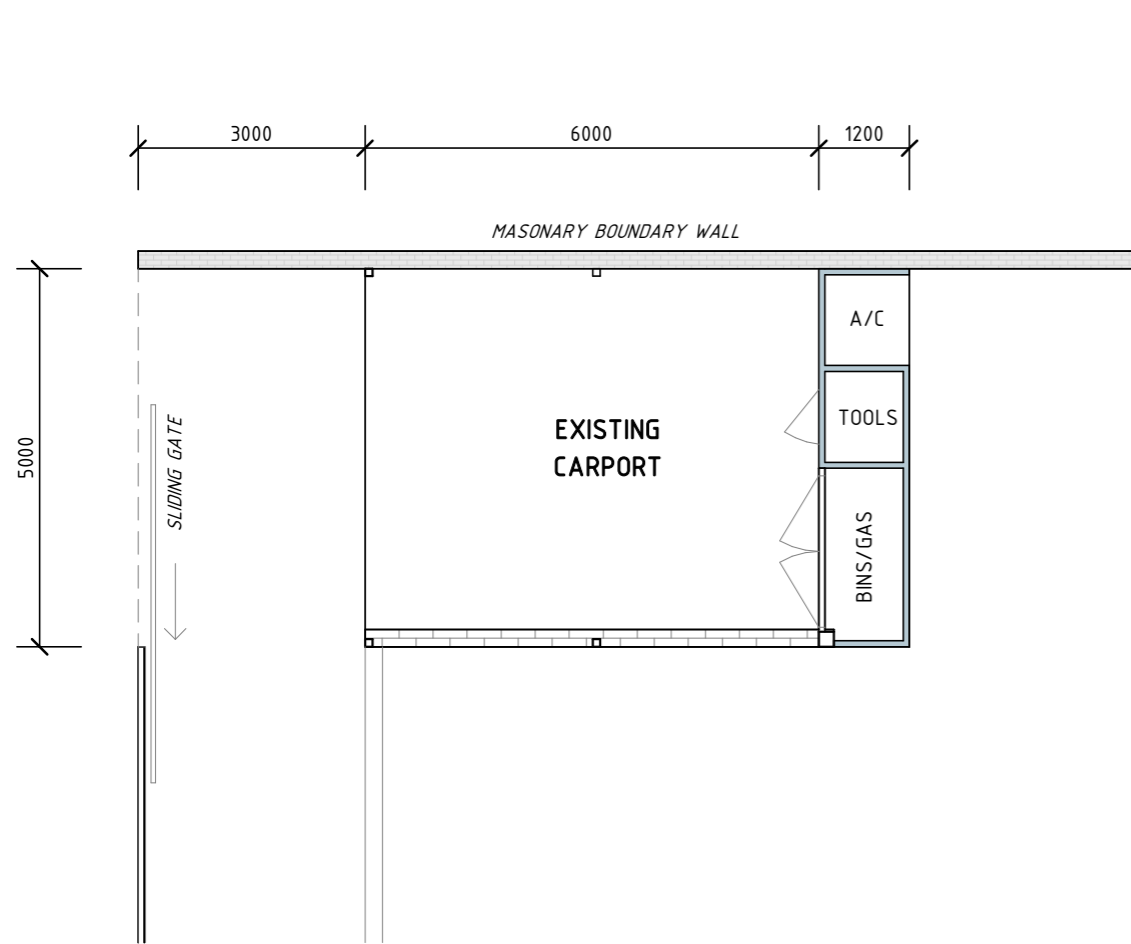 3000
6000
1200
MASONARY BOUNDARY WALL
A/C
5000
SLIDING GATE
EXISTING
CARPORT
TOOLS
BINS/GAS